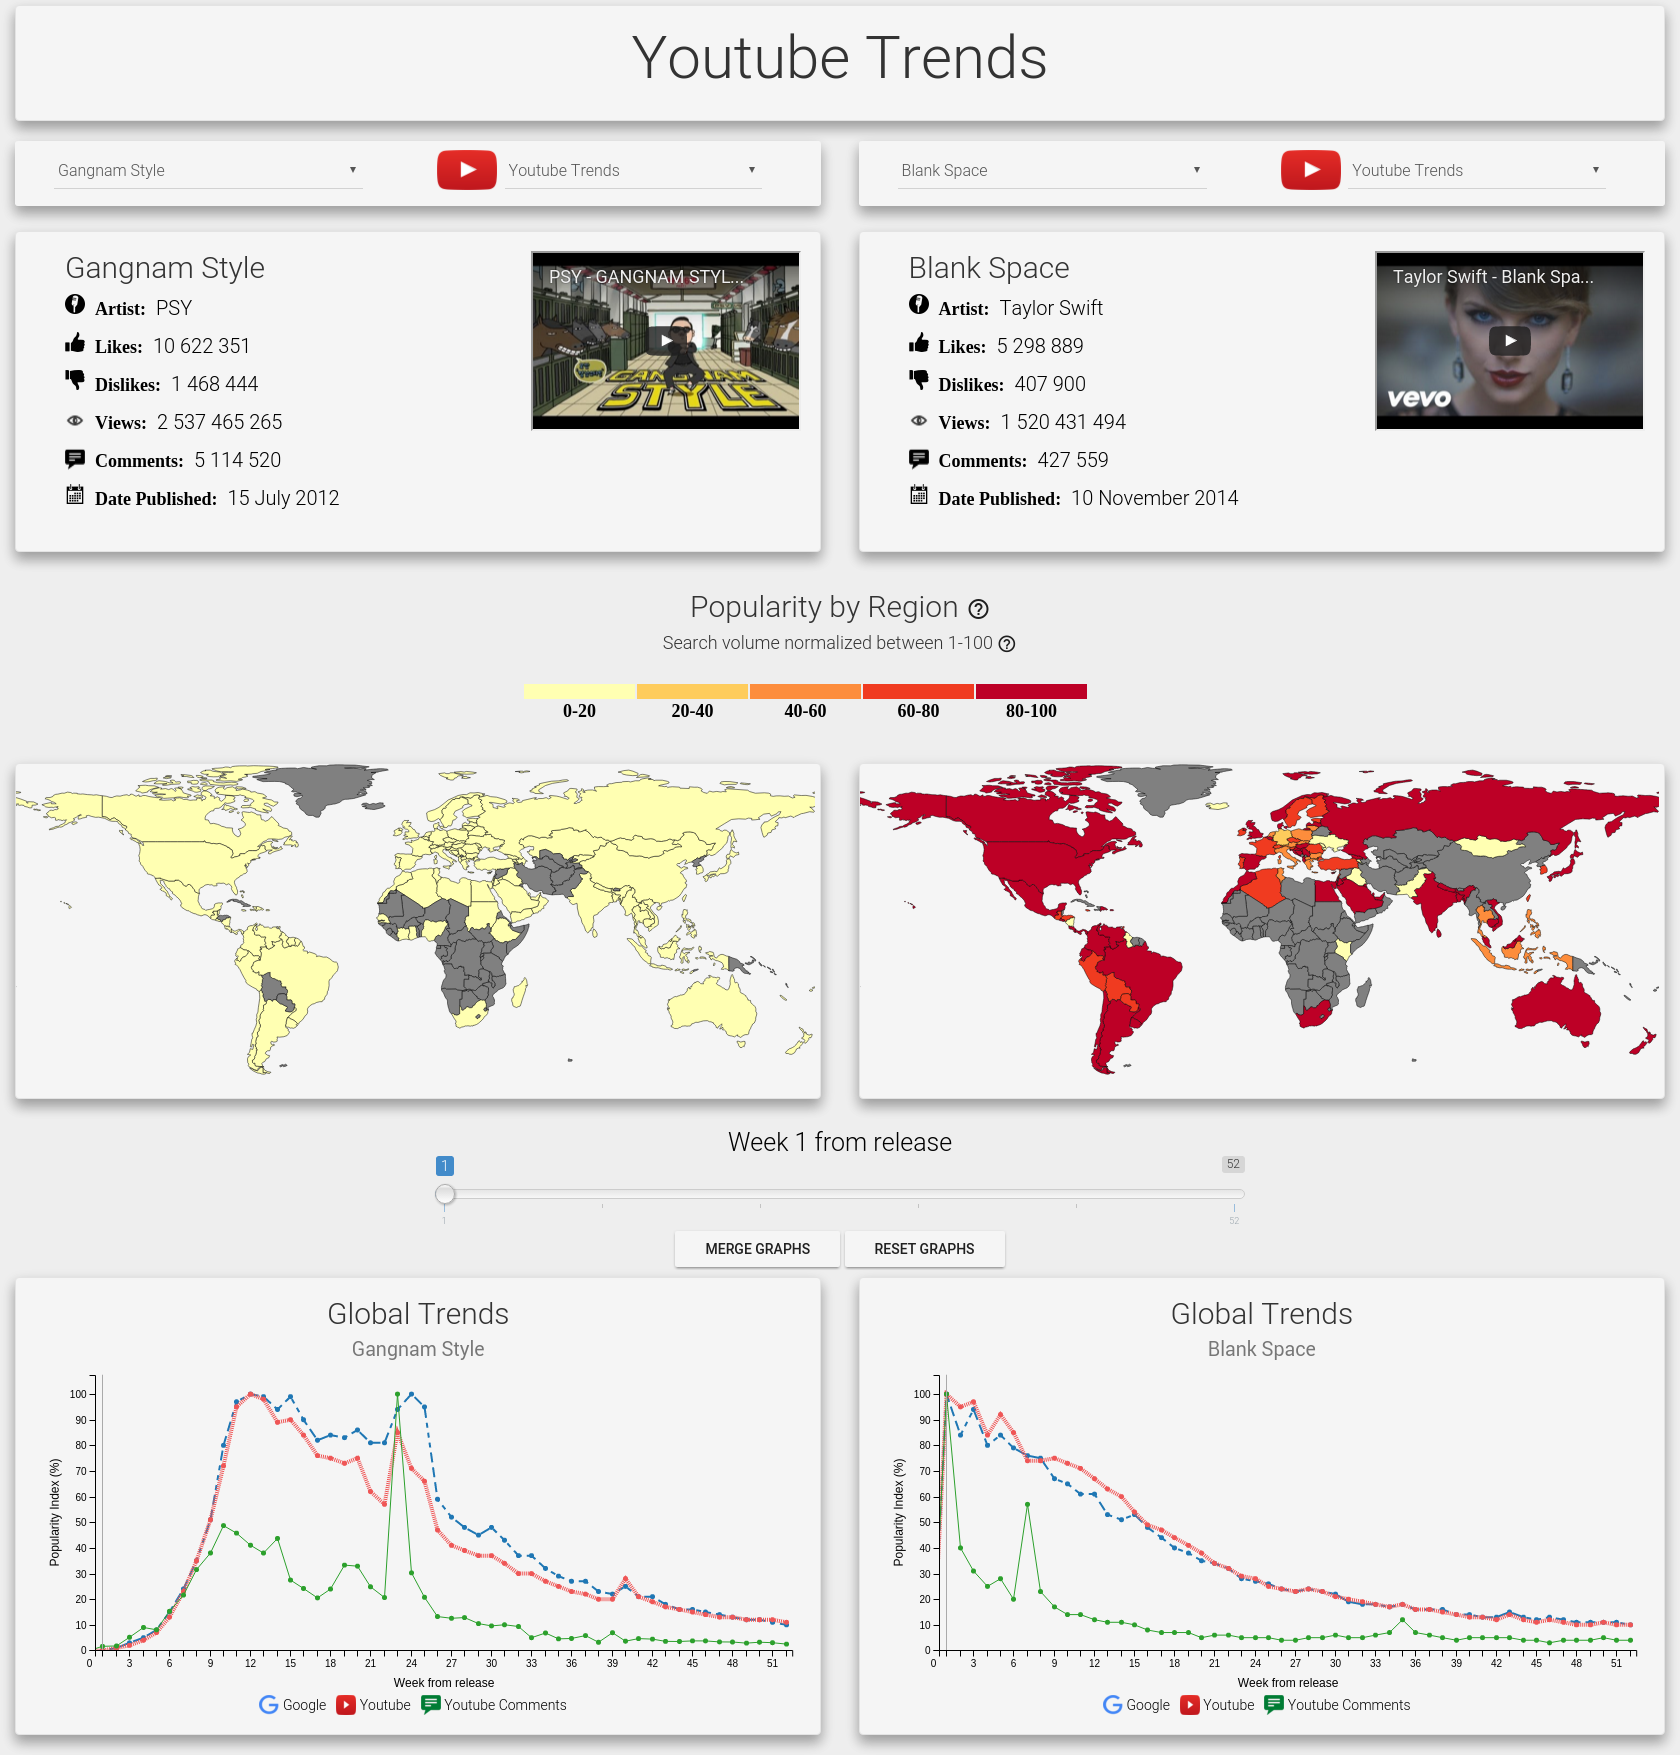 Youtube Trends
Gangnam Style
Youtube Trends
Blank Space
Youtube Trends
Gangnam Style
Artist: PSY
Likes: 10 622 351
Dislikes: 1 468 444
Views: 2 537 465 265
Comments: 5 114 520
Date Published: 15 July 2012
PSY - GANGNAM STYL...
GANGNAM
STYLE
Blank Space
Artist: Taylor Swift
Likes: 5 298 889
Dislikes: 407 900
Views: 1 520 431 494
Comments: 427 559
Date Published: 10 November 2014
Taylor Swift - Blank Spa...
vevo
Popularity by Region ?
Search volume normalized between 1-100 ?
0-20 20-40 40-60 60-80 80-100
Week 1 from release
1 52
1 52
MERGE GRAPHS RESET GRAPHS
Global Trends
Gangnam Style
Popularity Index (%)
100
90
80
70
60
50
40
30
20
10
0
0 3 6 9 12 15 18 21 24 27 30 33 36 39 42 45 48 51
Week from release
Google Youtube Youtube Comments
Global Trends
Blank Space
Popularity Index (%)
100
90
80
70
60
50
40
30
20
10
0
0 3 6 9 12 15 18 21 24 27 30 33 36 39 42 45 48 51
Week from release
Google Youtube Youtube Comments